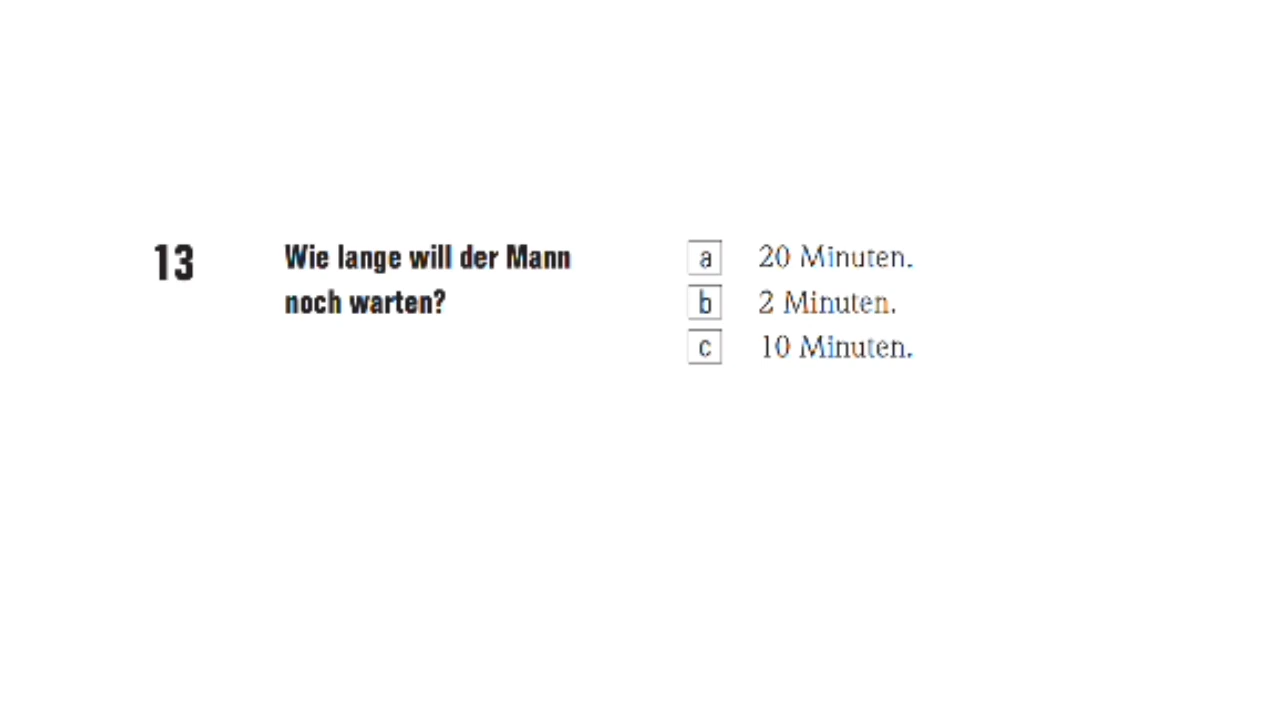 13 Wie lange will der Mann a 20 Minuten.
noch warten? b 2 Minuten.
c 10 Minuten.